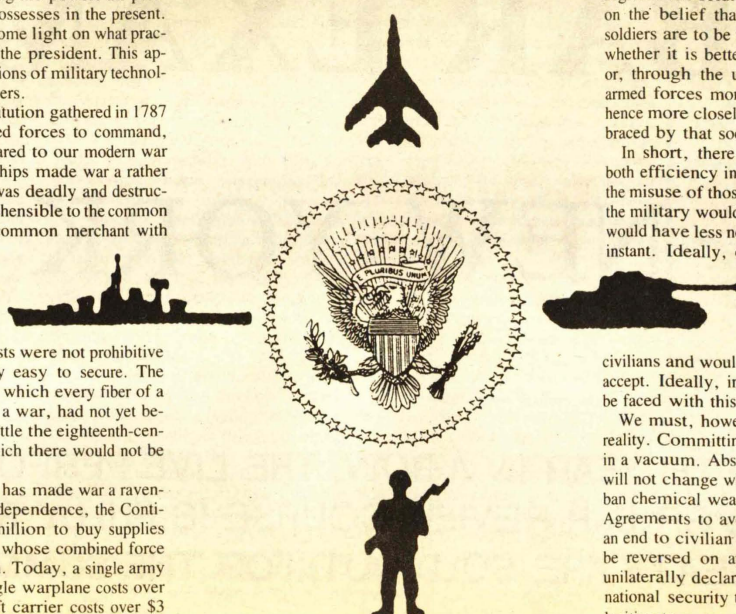 ossesses in the present.
ome light on what prac-
the president. This ap-
ions of military technol-
ers.
itution gathered in 1787
ed forces to command,
ared to our modern war
hips made war a rather
was deadly and destruc-
hensible to the common
ommon merchant with
sts were not prohibitive
y easy to secure. The
which every fiber of a
a war, had not yet be-
ttle the eighteenth-cen-
ich there would not be
has made war a raven-
dependence, the Conti-
nillion to buy supplies
whose combined force
. Today, a single army
gle warplane costs over
ft carrier costs over $3
E PLURIBUS UNUM
on the belief tha
soldiers are to be
whether it is bette
or, through the u
armed forces mor
hence more closel
braced by that soc
In short, there
both efficiency in
the misuse of those
the military would
would have less ne
instant. Ideally,
civilians and woul
accept. Ideally, in
be faced with this
We must, howe
reality. Committin
in a vacuum. Abs
will not change w
ban chemical wea
Agreements to av
an end to civilian
be reversed on a
unilaterally declar
national security t